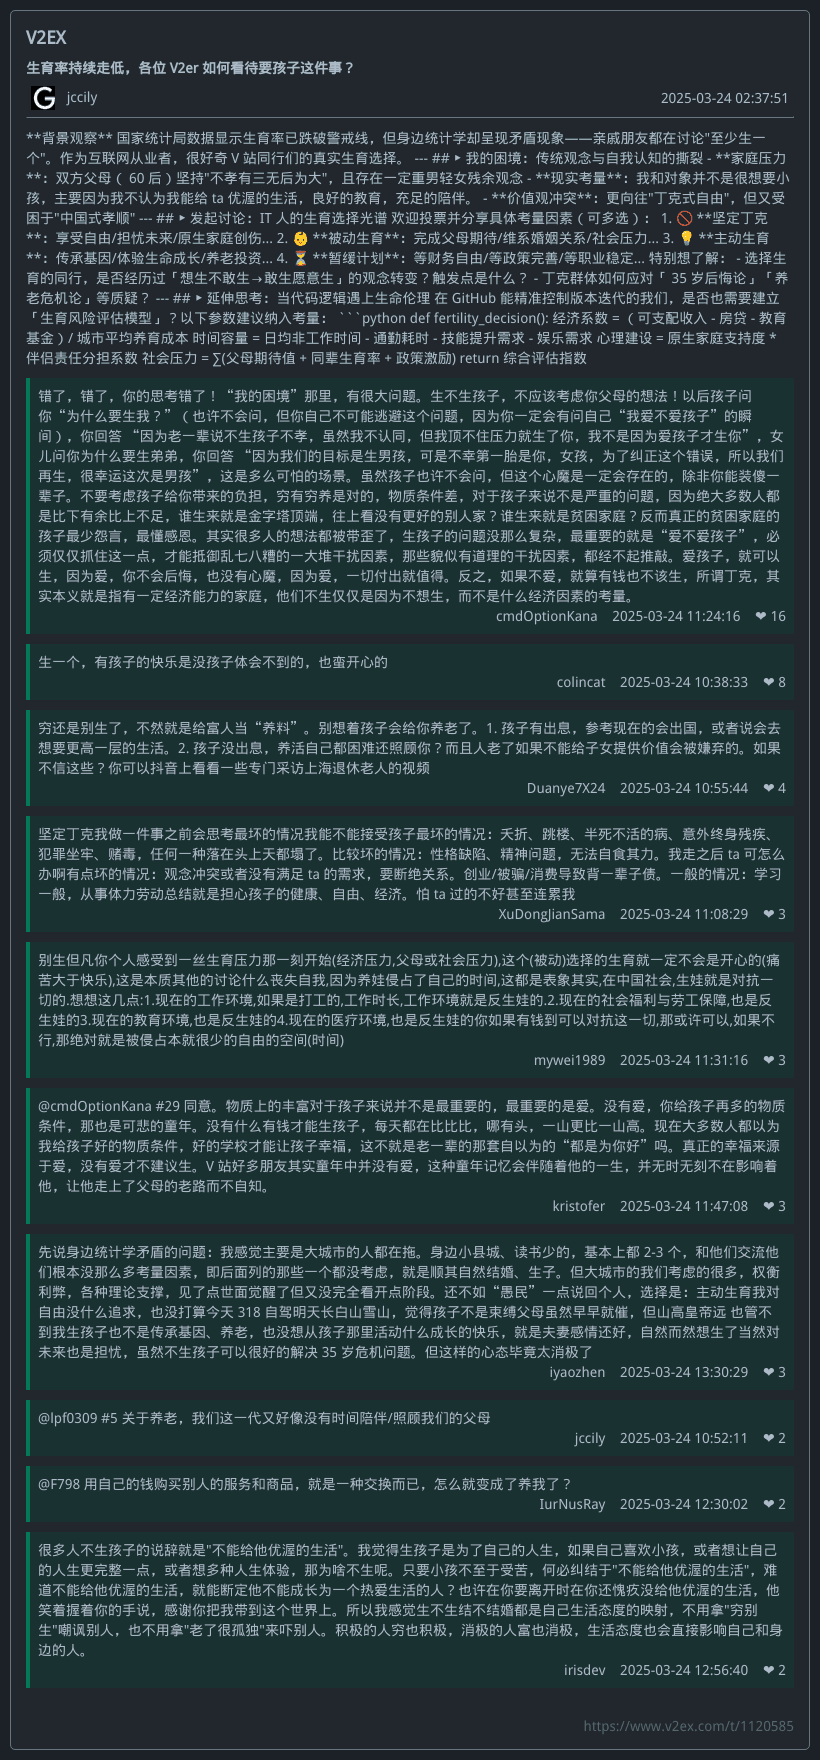 V2EX
生育率持续走低，各位 V2er 如何看待要孩子这件事？
G jccily 2025-03-24 02:37:51
**背景观察** 国家统计局数据显示生育率已跌破警戒线，但身边统计学却呈现矛盾现象——亲戚朋友都在讨论"至少生一
个"。作为互联网从业者，很好奇 V 站同行们的真实生育选择。 --- ## ‣ 我的困境：传统观念与自我认知的撕裂 - **家庭压力
**：双方父母（ 60 后）坚持"不孝有三无后为大"，且存在一定重男轻女残余观念 - **现实考量**：我和对象并不是很想要小
孩，主要因为我不认为我能给 ta 优渥的生活，良好的教育，充足的陪伴。 - **价值观冲突**：更向往"丁克式自由"，但又受
困于"中国式孝顺" --- ## ‣ 发起讨论：IT 人的生育选择光谱 欢迎投票并分享具体考量因素（可多选）： 1. 🚫 **坚定丁克
**：享受自由/担忧未来/原生家庭创伤... 2. 👶 **被动生育**：完成父母期待/维系婚姻关系/社会压力... 3. 💡 **主动生育
**：传承基因/体验生命成长/养老投资... 4. ⏳ **暂缓计划**：等财务自由/等政策完善/等职业稳定... 特别想了解： - 选择生
育的同行，是否经历过「想生不敢生→敢生愿意生」的观念转变？触发点是什么？ - 丁克群体如何应对「 35 岁后悔论」「养
老危机论」等质疑？ --- ## ‣ 延伸思考：当代码逻辑遇上生命伦理 在 GitHub 能精准控制版本迭代的我们，是否也需要建立
「生育风险评估模型」？以下参数建议纳入考量： ```python def fertility_decision(): 经济系数 = （可支配收入 - 房贷 - 教育
基金）/ 城市平均养育成本 时间容量 = 日均非工作时间 - 通勤耗时 - 技能提升需求 - 娱乐需求 心理建设 = 原生家庭支持度 *
伴侣责任分担系数 社会压力 = ∑(父母期待值 + 同辈生育率 + 政策激励) return 综合评估指数
错了，错了，你的思考错了！“我的困境”那里，有很大问题。生不生孩子，不应该考虑你父母的想法！以后孩子问
你“为什么要生我？”（也许不会问，但你自己不可能逃避这个问题，因为你一定会有问自己“我爱不爱孩子”的瞬
间），你回答 “因为老一辈说不生孩子不孝，虽然我不认同，但我顶不住压力就生了你，我不是因为爱孩子才生你”，女
儿问你为什么要生弟弟，你回答 “因为我们的目标是生男孩，可是不幸第一胎是你，女孩，为了纠正这个错误，所以我们
再生，很幸运这次是男孩”，这是多么可怕的场景。虽然孩子也许不会问，但这个心魔是一定会存在的，除非你能装傻一
辈子。不要考虑孩子给你带来的负担，穷有穷养是对的，物质条件差，对于孩子来说不是严重的问题，因为绝大多数人都
是比下有余比上不足，谁生来就是金字塔顶端，往上看没有更好的别人家？谁生来就是贫困家庭？反而真正的贫困家庭的
孩子最少怨言，最懂感恩。其实很多人的想法都被带歪了，生孩子的问题没那么复杂，最重要的就是“爱不爱孩子”，必
须仅仅抓住这一点，才能抵御乱七八糟的一大堆干扰因素，那些貌似有道理的干扰因素，都经不起推敲。爱孩子，就可以
生，因为爱，你不会后悔，也没有心魔，因为爱，一切付出就值得。反之，如果不爱，就算有钱也不该生，所谓丁克，其
实本义就是指有一定经济能力的家庭，他们不生仅仅是因为不想生，而不是什么经济因素的考量。
cmdOptionKana 2025-03-24 11:24:16 ❤ 16
生一个，有孩子的快乐是没孩子体会不到的，也蛮开心的
colincat 2025-03-24 10:38:33 ❤ 8
穷还是别生了，不然就是给富人当“养料”。别想着孩子会给你养老了。1. 孩子有出息，参考现在的会出国，或者说会去
想要更高一层的生活。2. 孩子没出息，养活自己都困难还照顾你？而且人老了如果不能给子女提供价值会被嫌弃的。如果
不信这些？你可以抖音上看看一些专门采访上海退休老人的视频
Duanye7X24 2025-03-24 10:55:44 ❤ 4
坚定丁克我做一件事之前会思考最坏的情况我能不能接受孩子最坏的情况：夭折、跳楼、半死不活的病、意外终身残疾、
犯罪坐牢、赌毒，任何一种落在头上天都塌了。比较坏的情况：性格缺陷、精神问题，无法自食其力。我走之后 ta 可怎么
办啊有点坏的情况：观念冲突或者没有满足 ta 的需求，要断绝关系。创业/被骗/消费导致背一辈子债。一般的情况：学习
一般，从事体力劳动总结就是担心孩子的健康、自由、经济。怕 ta 过的不好甚至连累我
XuDongJianSama 2025-03-24 11:08:29 ❤ 3
别生但凡你个人感受到一丝生育压力那一刻开始(经济压力,父母或社会压力),这个(被动)选择的生育就一定不会是开心的(痛
苦大于快乐),这是本质其他的讨论什么丧失自我,因为养娃侵占了自己的时间,这都是表象其实,在中国社会,生娃就是对抗一
切的.想想这几点:1.现在的工作环境,如果是打工的,工作时长,工作环境就是反生娃的.2.现在的社会福利与劳工保障,也是反
生娃的3.现在的教育环境,也是反生娃的4.现在的医疗环境,也是反生娃的你如果有钱到可以对抗这一切,那或许可以,如果不
行,那绝对就是被侵占本就很少的自由的空间(时间)
mywei1989 2025-03-24 11:31:16 ❤ 3
@cmdOptionKana #29 同意。物质上的丰富对于孩子来说并不是最重要的，最重要的是爱。没有爱，你给孩子再多的物质
条件，那也是可悲的童年。没有什么有钱才能生孩子，每天都在比比比，哪有头，一山更比一山高。现在大多数人都以为
我给孩子好的物质条件，好的学校才能让孩子幸福，这不就是老一辈的那套自以为的“都是为你好”吗。真正的幸福来源
于爱，没有爱才不建议生。V 站好多朋友其实童年中并没有爱，这种童年记忆会伴随着他的一生，并无时无刻不在影响着
他，让他走上了父母的老路而不自知。
kristofer 2025-03-24 11:47:08 ❤ 3
先说身边统计学矛盾的问题：我感觉主要是大城市的人都在拖。身边小县城、读书少的，基本上都 2-3 个，和他们交流他
们根本没那么多考量因素，即后面列的那些一个都没考虑，就是顺其自然结婚、生子。但大城市的我们考虑的很多，权衡
利弊，各种理论支撑，见了点世面觉醒了但又没完全看开点阶段。还不如“愚民”一点说回个人，选择是：主动生育我对
自由没什么追求，也没打算今天 318 自驾明天长白山雪山，觉得孩子不是束缚父母虽然早早就催，但山高皇帝远 也管不
到我生孩子也不是传承基因、养老，也没想从孩子那里活动什么成长的快乐，就是夫妻感情还好，自然而然想生了当然对
未来也是担忧，虽然不生孩子可以很好的解决 35 岁危机问题。但这样的心态毕竟太消极了
iyaozhen 2025-03-24 13:30:29 ❤ 3
@lpf0309 #5 关于养老，我们这一代又好像没有时间陪伴/照顾我们的父母
jccily 2025-03-24 10:52:11 ❤ 2
@F798 用自己的钱购买别人的服务和商品，就是一种交换而已，怎么就变成了养我了？
IurNusRay 2025-03-24 12:30:02 ❤ 2
很多人不生孩子的说辞就是"不能给他优渥的生活"。我觉得生孩子是为了自己的人生，如果自己喜欢小孩，或者想让自己
的人生更完整一点，或者想多种人生体验，那为啥不生呢。只要小孩不至于受苦，何必纠结于"不能给他优渥的生活"，难
道不能给他优渥的生活，就能断定他不能成长为一个热爱生活的人？也许在你要离开时在你还愧疚没给他优渥的生活，他
笑着握着你的手说，感谢你把我带到这个世界上。所以我感觉生不生结不结婚都是自己生活态度的映射，不用拿"穷别
生"嘲讽别人，也不用拿"老了很孤独"来吓别人。积极的人穷也积极，消极的人富也消极，生活态度也会直接影响自己和身
边的人。
irisdev 2025-03-24 12:56:40 ❤ 2
https://www.v2ex.com/t/1120585